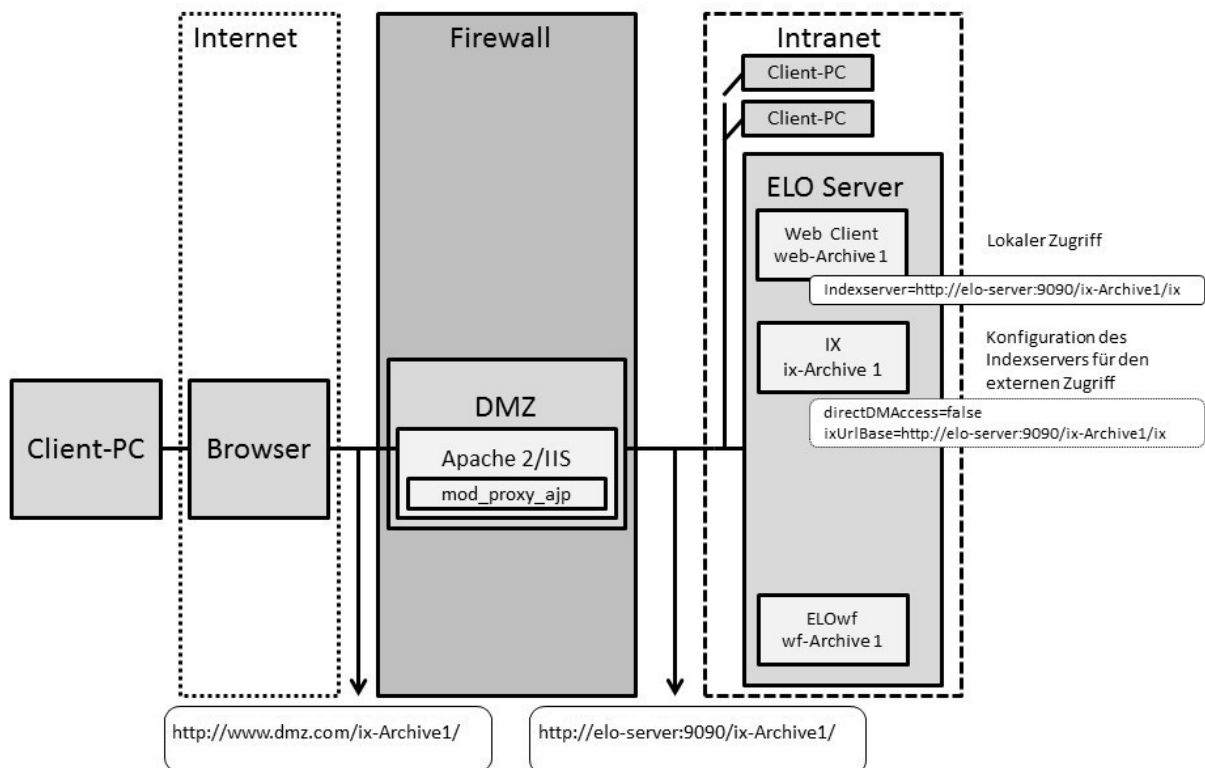 Internet
Firewall
Intranet
Client-PC
Client-PC
ELO Server
Web Client
web-Archive 1
Lokaler Zugriff
Indexserver=http://elo-server:9090/ix-Archive1/ix
IX
ix-Archive 1
Konfiguration des
Indexservers für den
externen Zugriff
directDMAccess=false
ixUrlBase=http://elo-server:9090/ix-Archive1/ix
Client-PC
Browser
DMZ
Apache 2/IIS
mod_proxy_ajp
ELOwf
wf-Archive 1
http://www.dmz.com/ix-Archive1/
http://elo-server:9090/ix-Archive1/